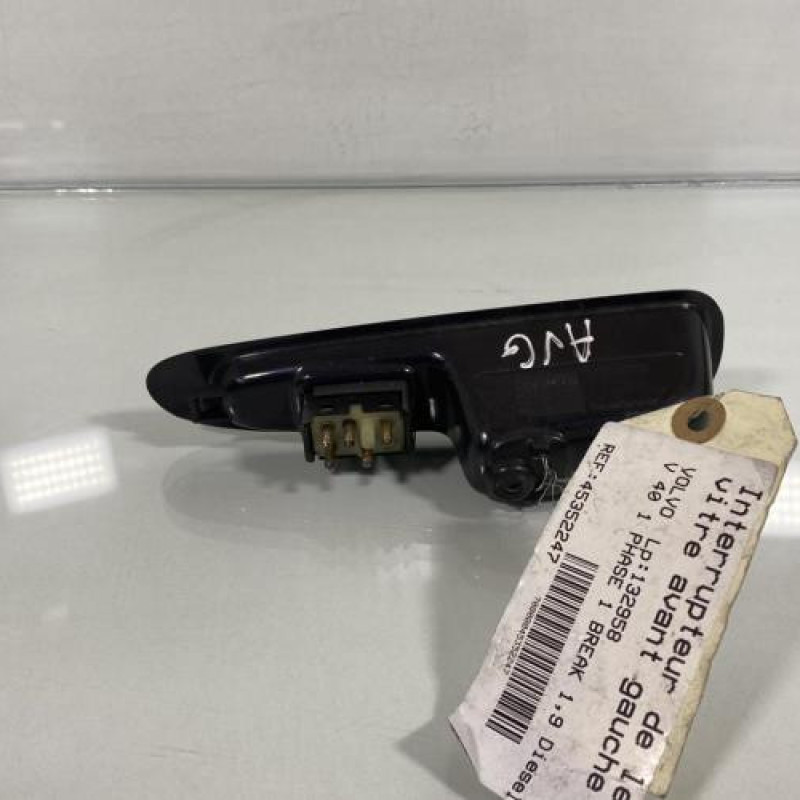 AVG
Interrupteur de le
vitre avant gauche
VOLVO Lp:132958
V 40 1 PHASE 1 BREAK 1,9 Diesel
REF:45352247